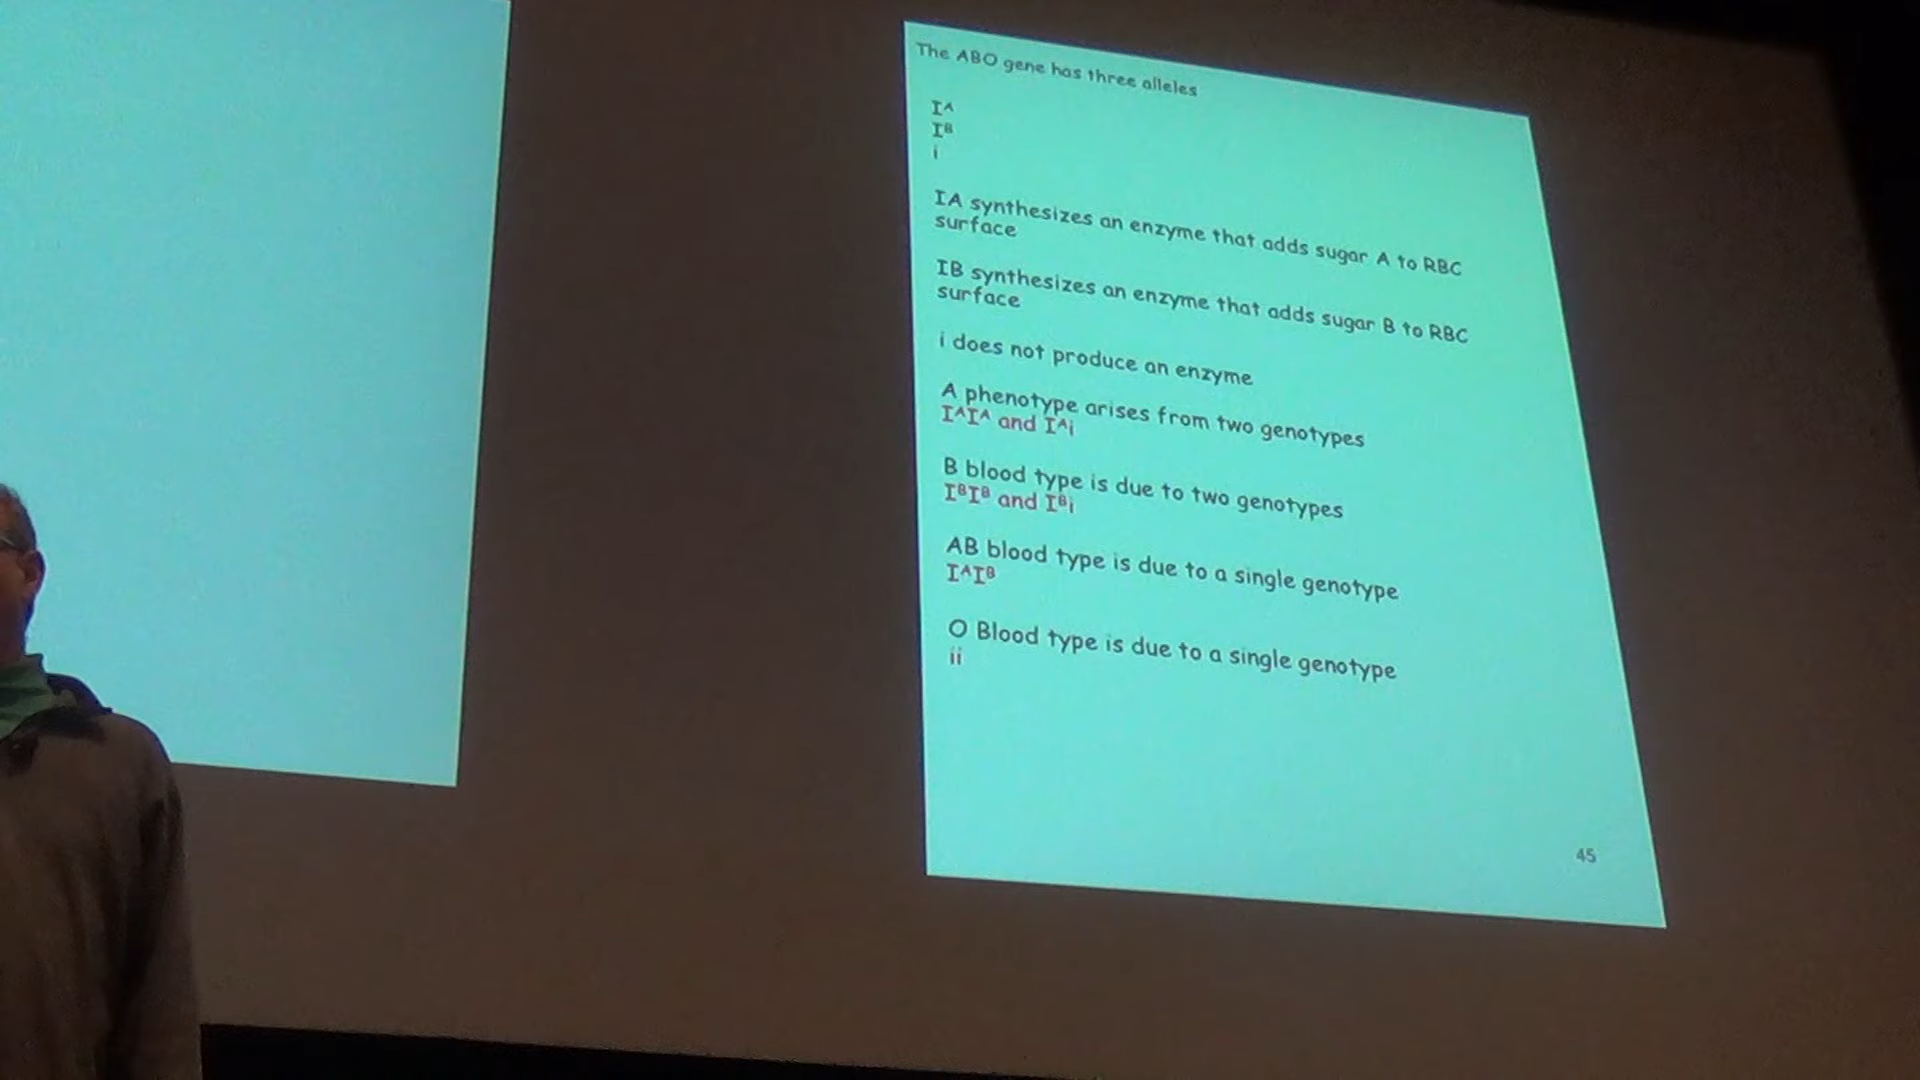 The ABO gene has three alleles
Iᴬ
Iᴮ
i
IA synthesizes an enzyme that adds sugar A to RBC
surface
IB synthesizes an enzyme that adds sugar B to RBC
surface
i does not produce an enzyme
A phenotype arises from two genotypes
IᴬIᴬ and Iᴬi
B blood type is due to two genotypes
IᴮIᴮ and Iᴮi
AB blood type is due to a single genotype
IᴬIᴮ
O Blood type is due to a single genotype
ii
45